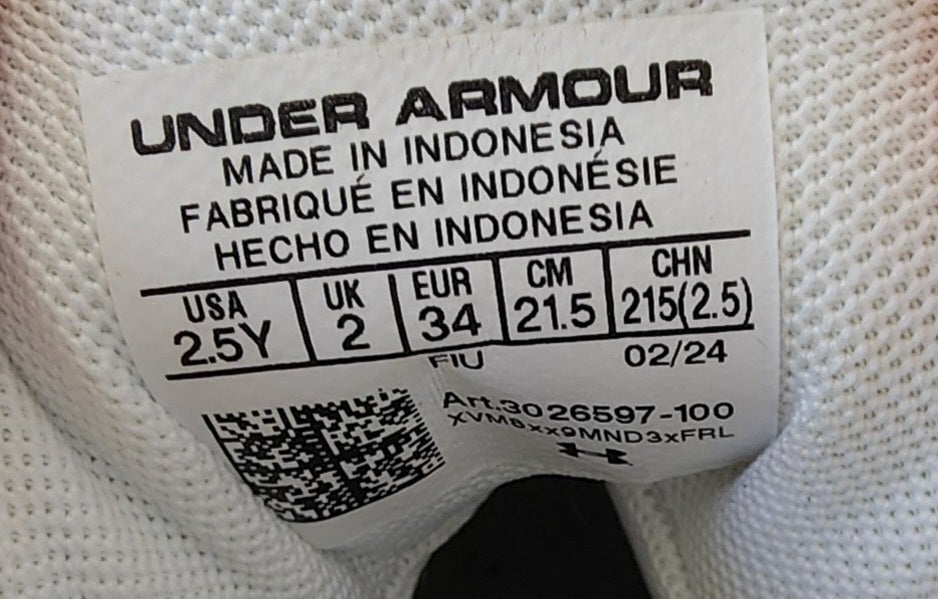 UNDER ARMOUR
MADE IN INDONESIA
FABRIQUÉ EN INDONÉSIE
HECHO EN INDONESIA
USA UK EUR CM CHN
2.5Y 2 34 21.5 215(2.5)
FIU 02/24
Art.3026597-100
XVM8xx9MND3xFRL